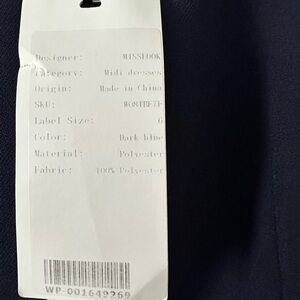 Designer: MISSLOOK
Category: Midi dresses
Origin: Made in China
SKU:
Label Size: 6
Color: Dark blue
Material: Polyester
Fabric: 100% Polyester
WP-001649269